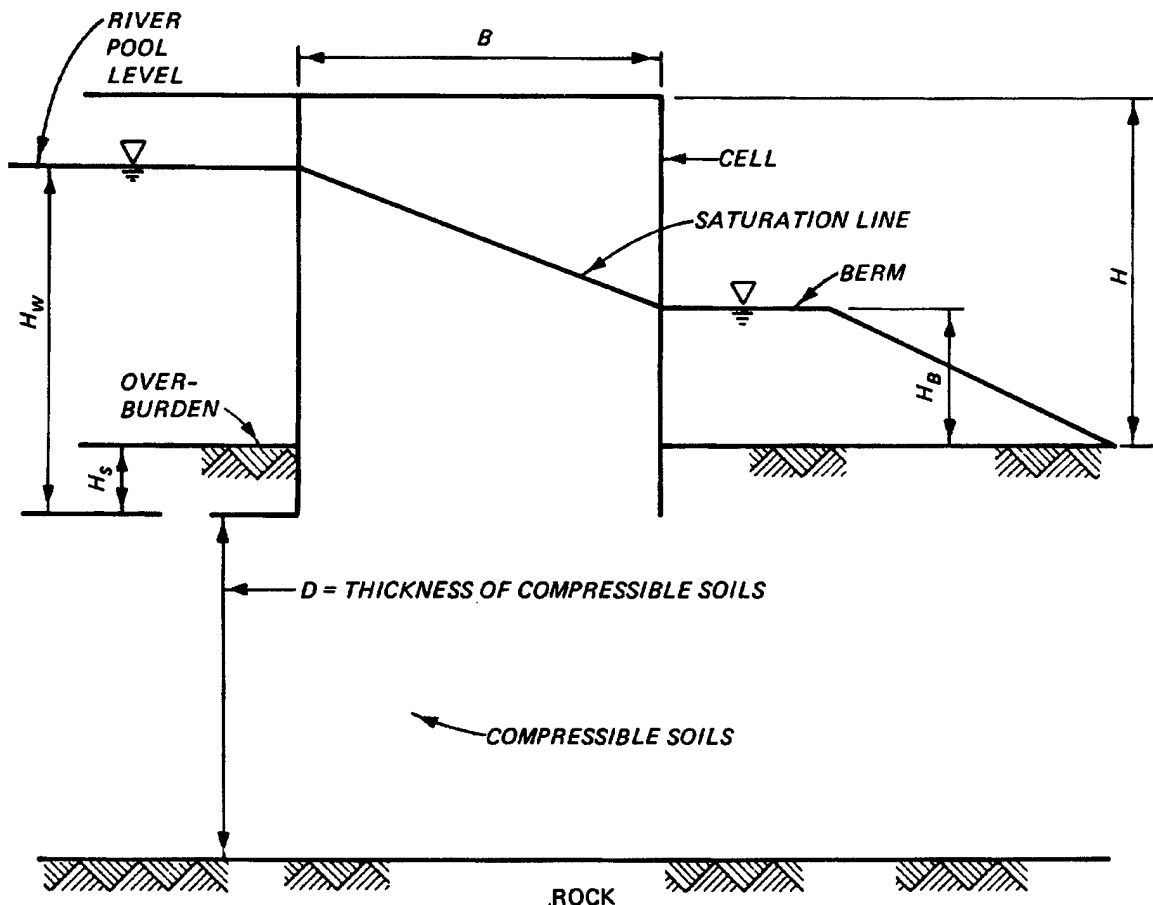 RIVER
POOL
LEVEL
B
CELL
SATURATION LINE
BERM
H
H_W
H_B
OVER-
BURDEN
H_s
D = THICKNESS OF COMPRESSIBLE SOILS
COMPRESSIBLE SOILS
.ROCK